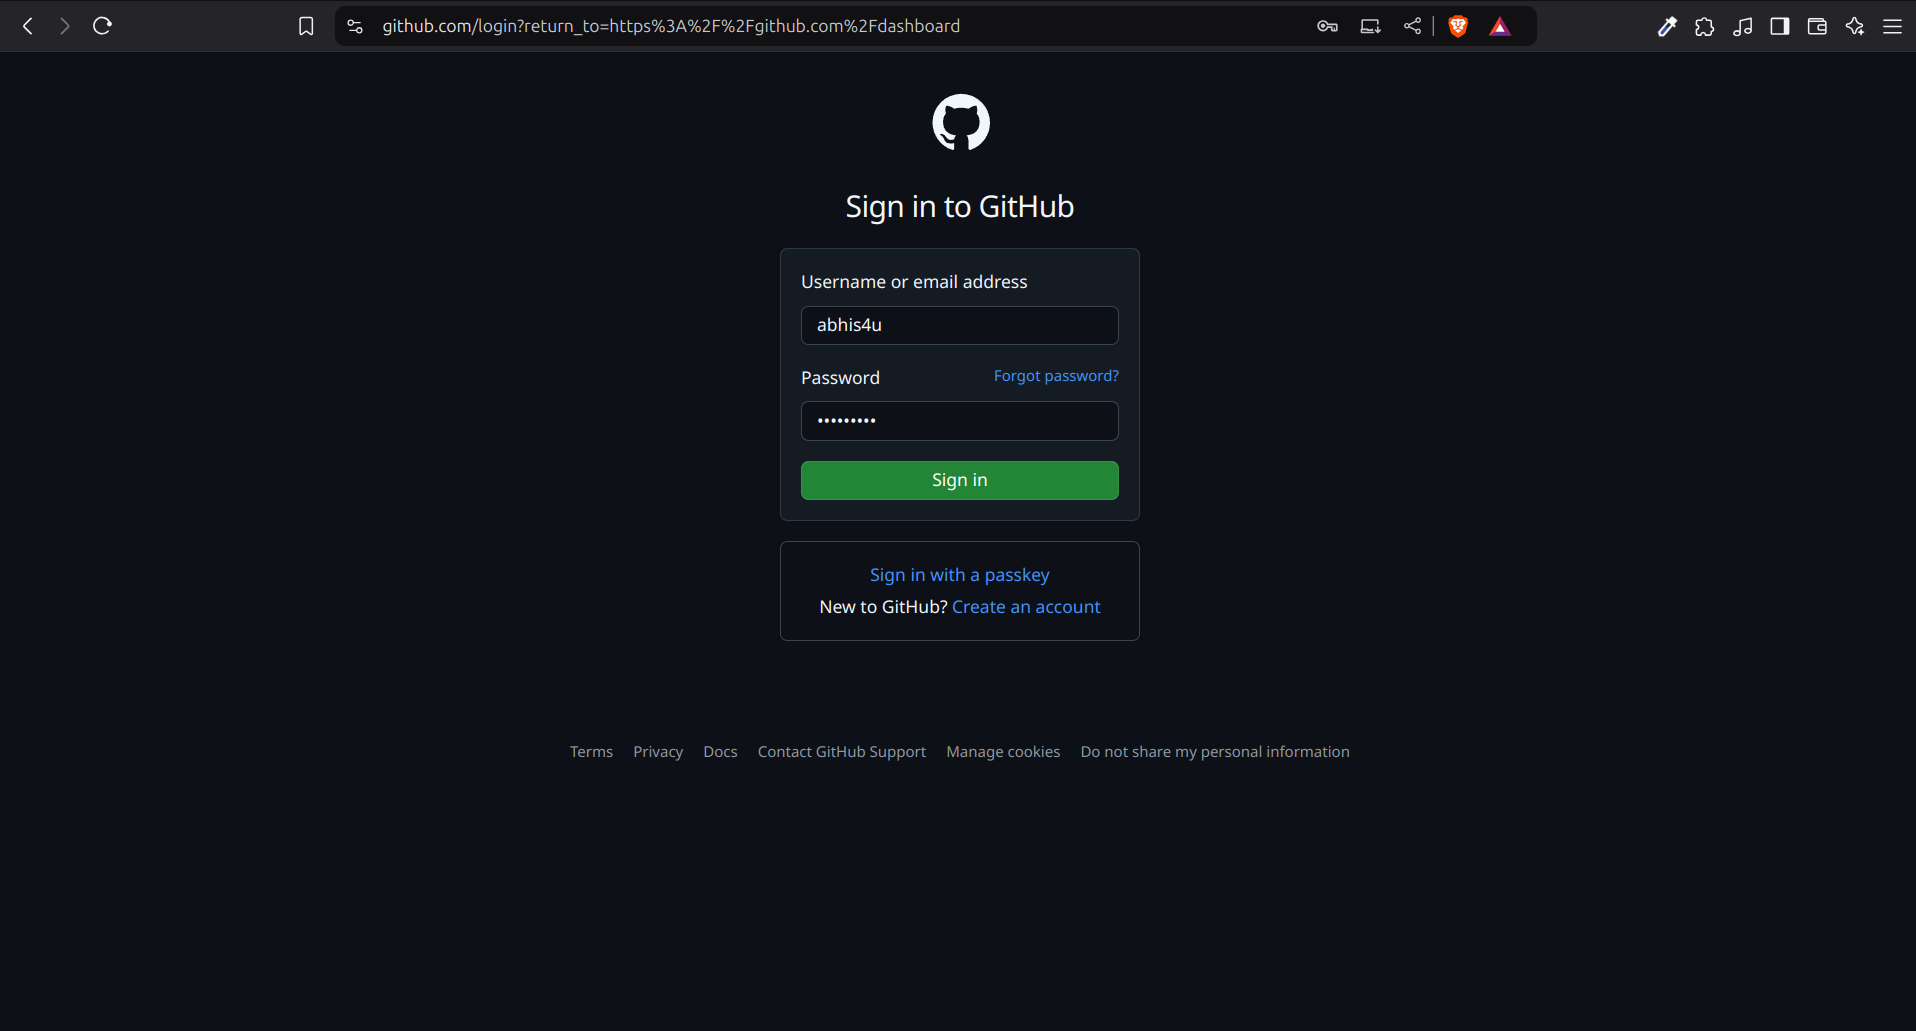 github.com/login?return_to=https%3A%2F%2Fgithub.com%2Fdashboard
Sign in to GitHub
Username or email address
abhis4u
Password Forgot password?
•••••••••
Sign in
Sign in with a passkey
New to GitHub? Create an account
Terms Privacy Docs Contact GitHub Support Manage cookies Do not share my personal information